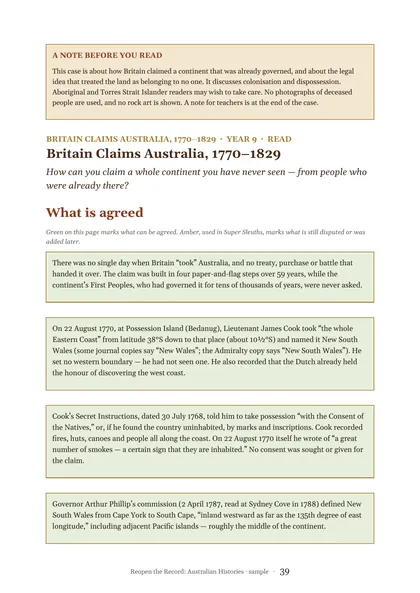 A NOTE BEFORE YOU READ
This case is about how Britain claimed a continent that was already governed, and about the legal
idea that treated the land as belonging to no one. It discusses colonisation and dispossession.
Aboriginal and Torres Strait Islander readers may wish to take care. No photographs of deceased
people are used, and no rock art is shown. A note for teachers is at the end of the case.
BRITAIN CLAIMS AUSTRALIA, 1770–1829 · YEAR 9 · READ
Britain Claims Australia, 1770–1829
How can you claim a whole continent you have never seen — from people who
were already there?
What is agreed
Green on this page marks what can be agreed. Amber, used in Super Sleuths, marks what is still disputed or was
added later.
There was no single day when Britain “took” Australia, and no treaty, purchase or battle that
handed it over. The claim was built in four paper-and-flag steps over 59 years, while the
continent’s First Peoples, who had governed it for tens of thousands of years, were never asked.
On 22 August 1770, at Possession Island (Bedanug), Lieutenant James Cook took “the whole
Eastern Coast” from latitude 38°S down to that place (about 10½°S) and named it New South
Wales (some journal copies say “New Wales”; the Admiralty copy says “New South Wales”). He
set no western boundary — he had not seen one. He also recorded that the Dutch already held
the honour of discovering the west coast.
Cook’s Secret Instructions, dated 30 July 1768, told him to take possession “with the Consent of
the Natives,” or, if he found the country uninhabited, by marks and inscriptions. Cook recorded
fires, huts, canoes and people all along the coast. On 22 August 1770 itself he wrote of “a great
number of smokes — a certain sign that they are inhabited.” No consent was sought or given for
the claim.
Governor Arthur Phillip’s commission (2 April 1787, read at Sydney Cove in 1788) defined New
South Wales from Cape York to South Cape, “inland westward as far as the 135th degree of east
longitude,” including adjacent Pacific islands — roughly the middle of the continent.
Reopen the Record: Australian Histories · sample · 39